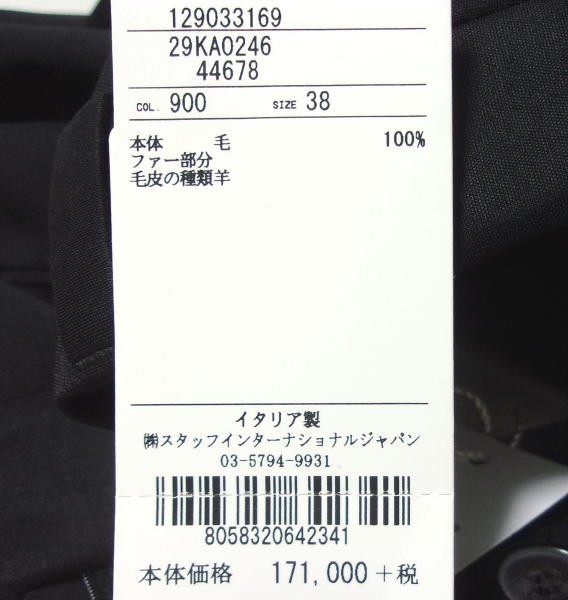 129033169
29KA0246
44678
COL. 900 SIZE 38
本体 毛 100%
ファー部分
毛皮の種類羊
イタリア製
㈱スタッフインターナショナルジャパン
03-5794-9931
8058320642341
本体価格 171,000+税